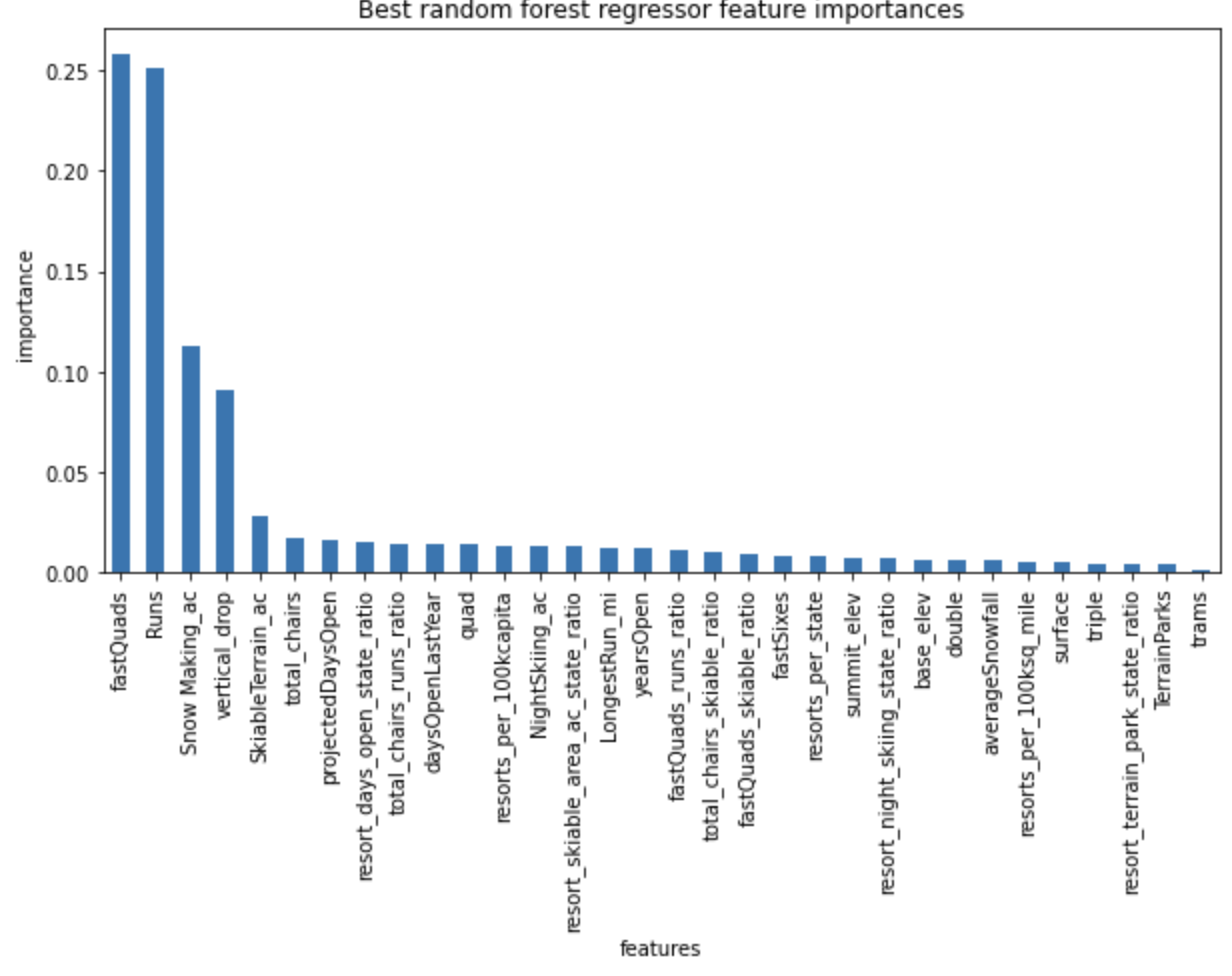 Best random forest regressor feature importances
importance
0.25
0.20
0.15
0.10
0.05
0.00
fastQuads
Runs
Snow Making_ac
vertical_drop
SkiableTerrain_ac
total_chairs
projectedDaysOpen
resort_days_open_state_ratio
total_chairs_runs_ratio
daysOpenLastYear
quad
resorts_per_100kcapita
NightSkiing_ac
resort_skiable_area_ac_state_ratio
LongestRun_mi
yearsOpen
fastQuads_runs_ratio
total_chairs_skiable_ratio
fastQuads_skiable_ratio
fastSixes
resorts_per_state
summit_elev
resort_night_skiing_state_ratio
base_elev
double
averageSnowfall
resorts_per_100ksq_mile
surface
triple
resort_terrain_park_state_ratio
TerrainParks
trams
features